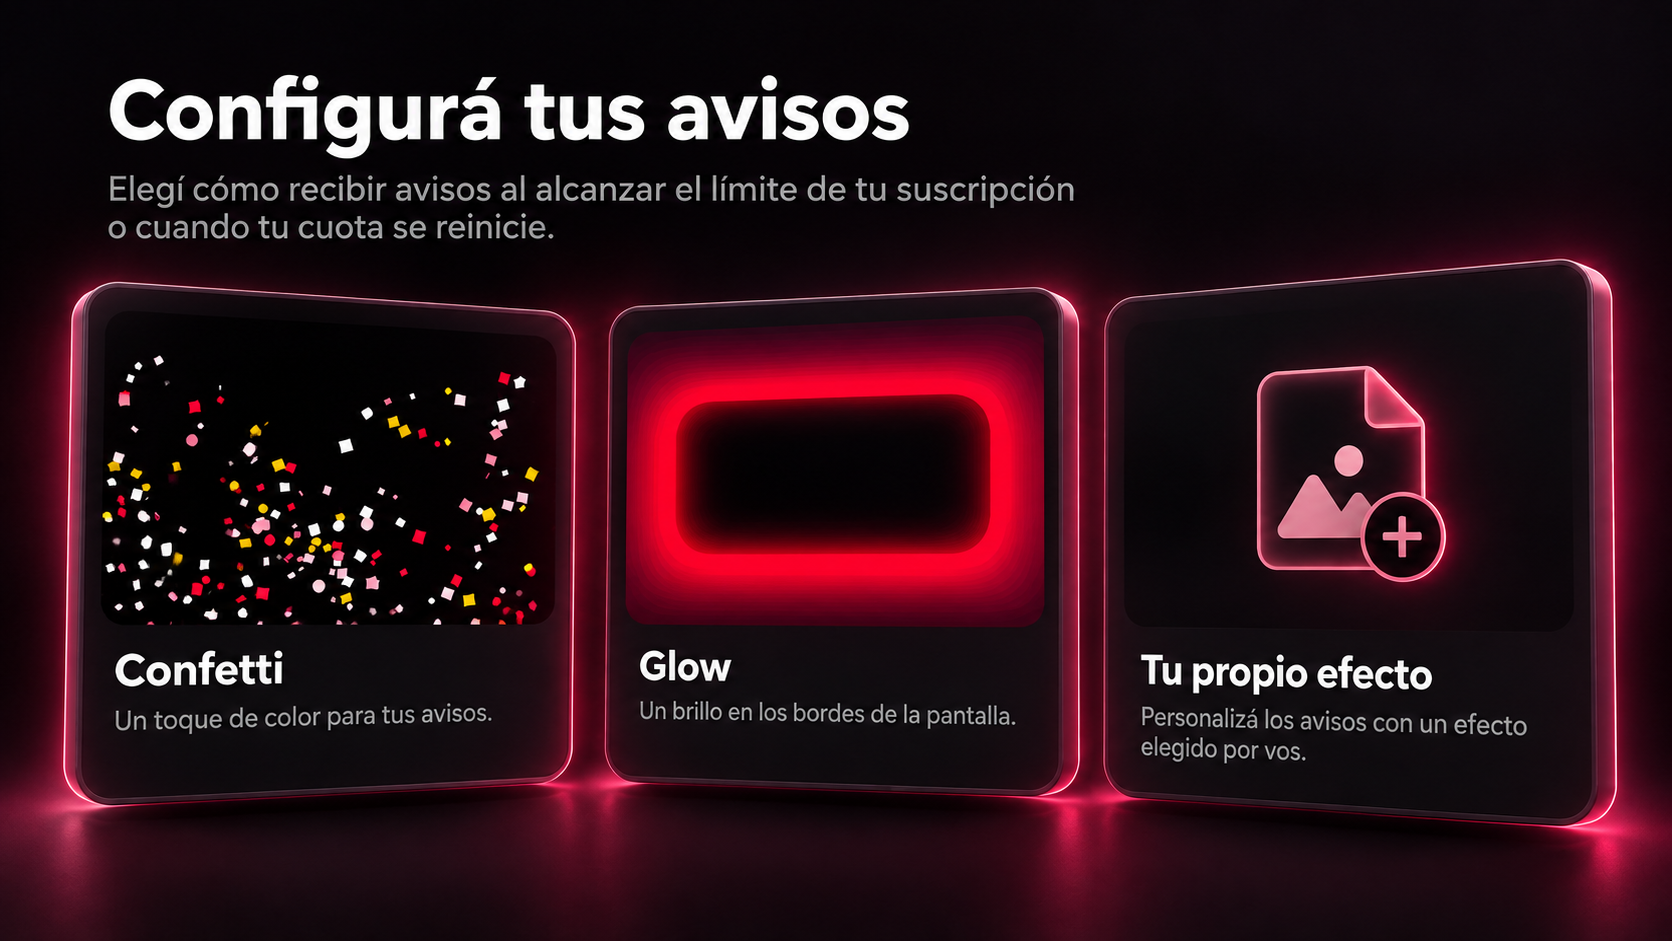 Configurá tus avisos
Elegí cómo recibir avisos al alcanzar el límite de tu suscripción
o cuando tu cuota se reinicie.
Confetti
Un toque de color para tus avisos.
Glow
Un brillo en los bordes de la pantalla.
Tu propio efecto
Personalizá los avisos con un efecto
elegido por vos.